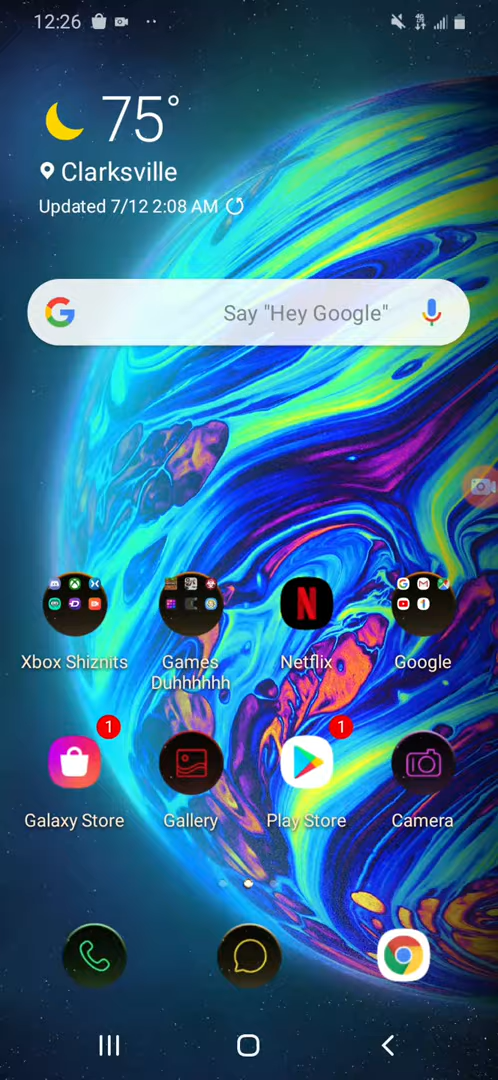 12:26
75°
Clarksville
Updated 7/12 2:08 AM
Say "Hey Google"
Xbox Shiznits
Games Duhhhhhh
Netflix
Google
1
1
Galaxy Store
Gallery
Play Store
Camera